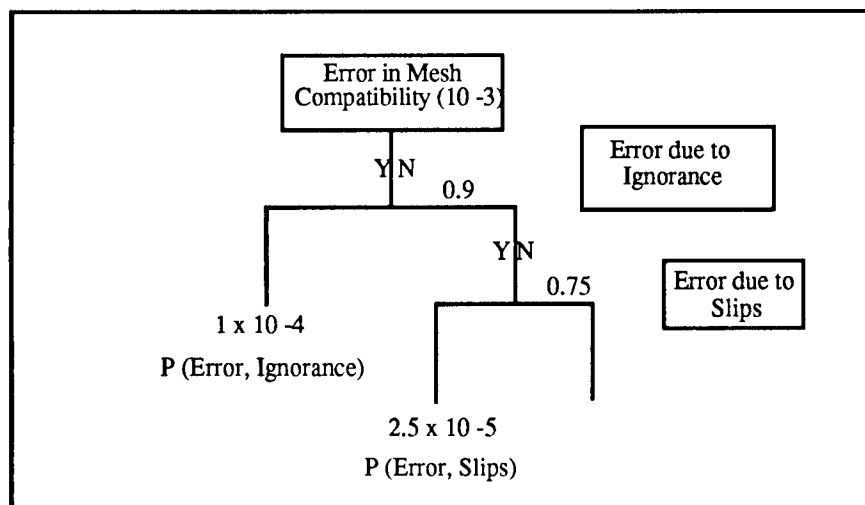 Error in Mesh
Compatibility (10 -3)
Error due to
Ignorance
Y N
0.9
Y N
0.75
Error due to
Slips
1 x 10 -4
P (Error, Ignorance)
2.5 x 10 -5
P (Error, Slips)